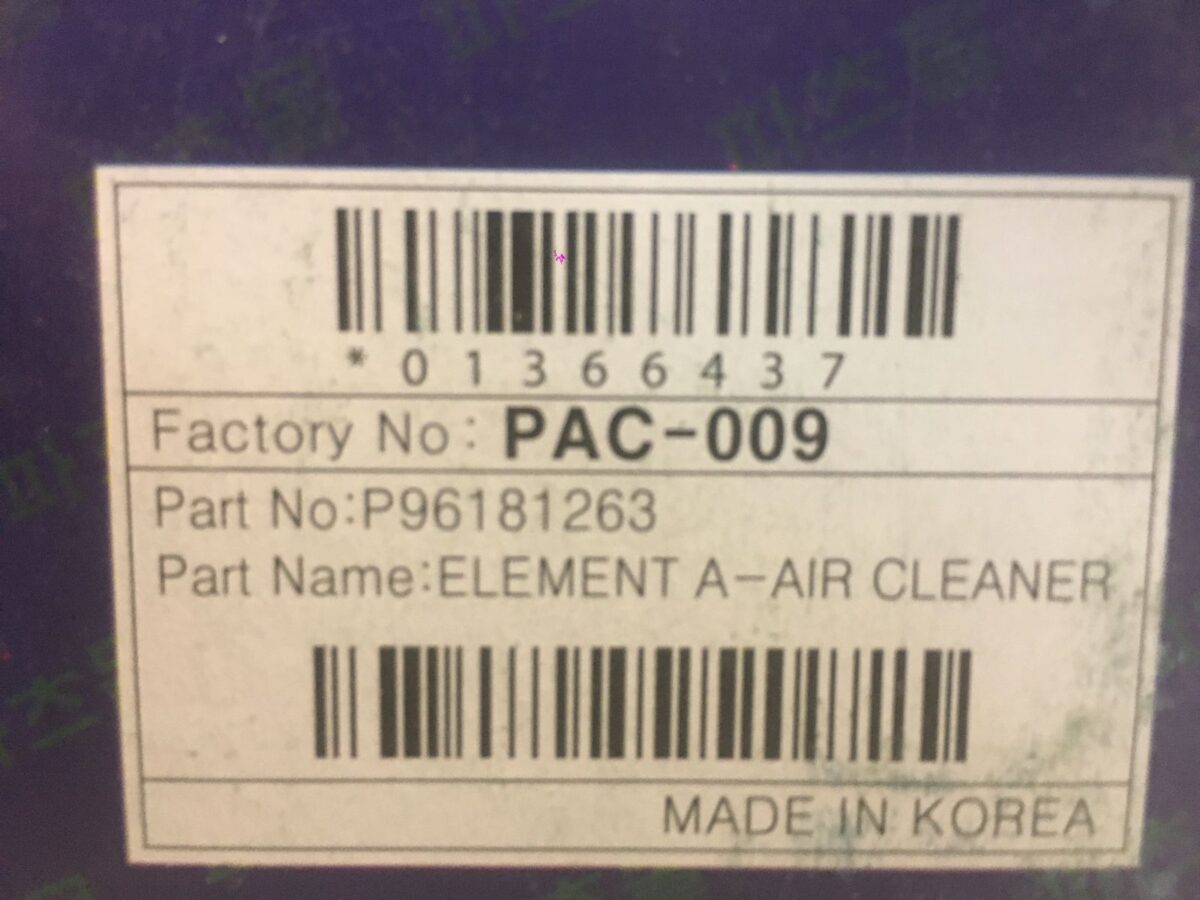 *01366437
Factory No: PAC-009
Part No:P96181263
Part Name:ELEMENT A-AIR CLEANER
MADE IN KOREA